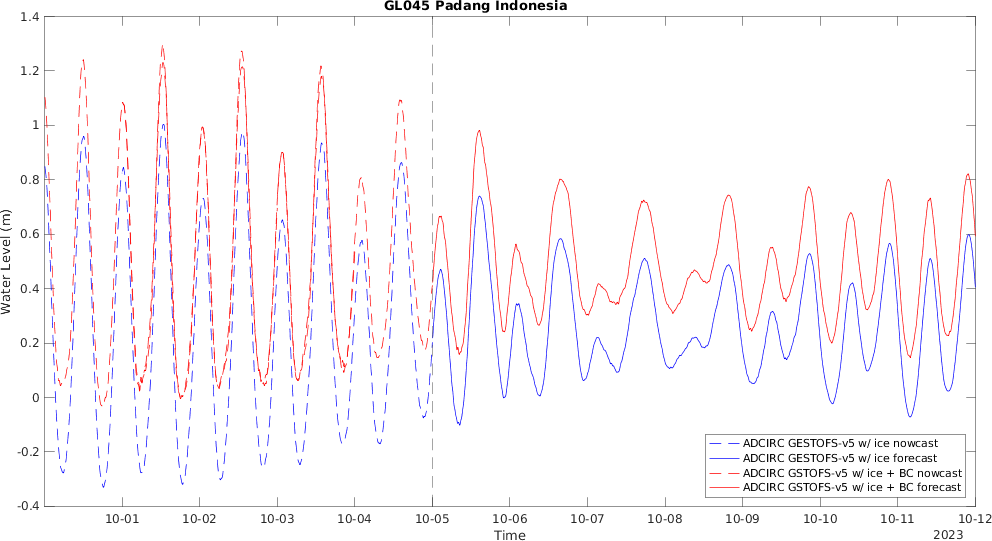 GL045 Padang Indonesia
1.4
1.2
1
0.8
0.6
0.4
0.2
0
-0.2
-0.4
Water Level (m)
ADCIRC GESTOFS-v5 w/ ice nowcast
ADCIRC GESTOFS-v5 w/ ice forecast
ADCIRC GSTOFS-v5 w/ ice + BC nowcast
ADCIRC GSTOFS-v5 w/ ice + BC forecast
10-01 10-02 10-03 10-04 10-05 10-06 10-07 10-08 10-09 10-10 10-11 10-12
Time
2023